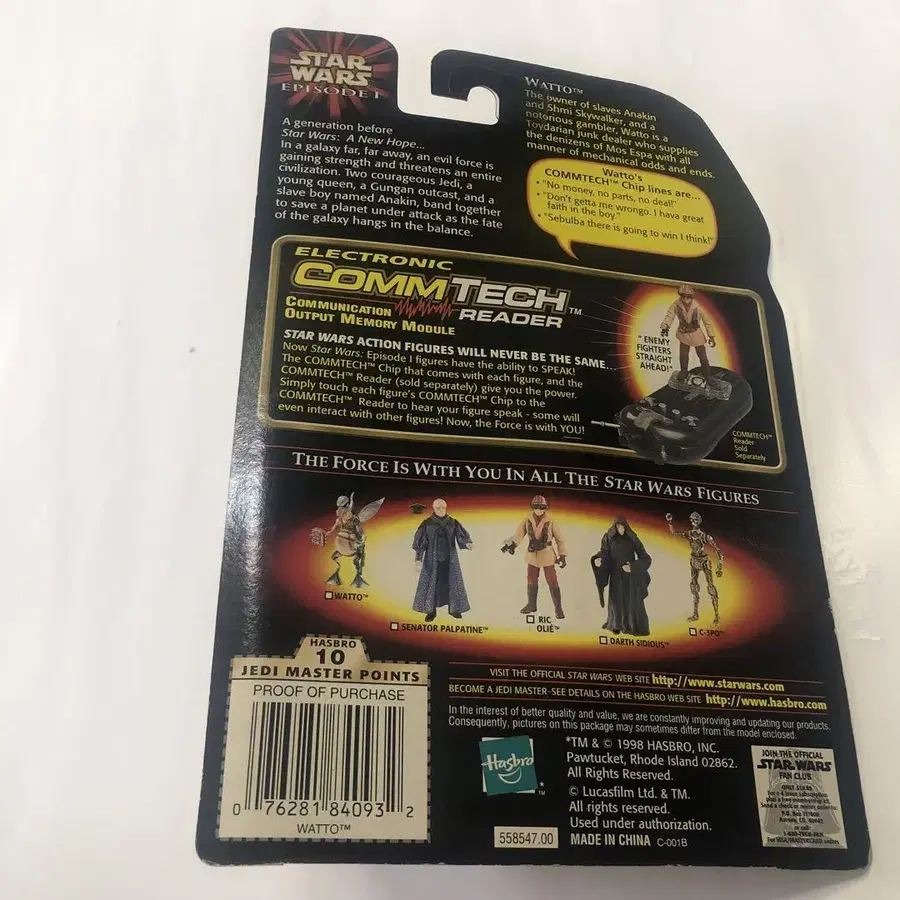 STAR
WARS
EPISODE I
A generation before
Star Wars: A New Hope...
In a galaxy far, far away, an evil force is
gaining strength and threatens an entire
civilization. Two courageous Jedi, a
young queen, a Gungan outcast, and a
slave boy named Anakin, band together
to save a planet under attack as the fate
of the galaxy hangs in the balance.
WATTO™
The owner of slaves Anakin
and Shmi Skywalker, and a
notorious gambler, Watto is a
Toydarian junk dealer who supplies
the denizens of Mos Espa with all
manner of mechanical odds and ends.
Watto's
COMMTECH™ Chip lines are...
• "No money, no parts, no deal!"
• "Don't getta me wrongo. I hava great
faith in the boy."
• "Sebulba there is going to win I think!"
ELECTRONIC
COMMTECH™
READER
COMMUNICATION
OUTPUT MEMORY MODULE
STAR WARS ACTION FIGURES WILL NEVER BE THE SAME...
Now Star Wars: Episode I figures have the ability to SPEAK!
The COMMTECH™ Chip that comes with each figure, and the
COMMTECH™ Reader (sold separately) give you the power.
Simply touch each figure's COMMTECH™ Chip to the
COMMTECH™ Reader to hear your figure speak - some will
even interact with other figures! Now, the Force is with YOU!
"ENEMY
FIGHTERS
STRAIGHT
AHEAD!"
COMMTECH™
Reader
Sold
Separately
THE FORCE IS WITH YOU IN ALL THE STAR WARS FIGURES
WATTO™
SENATOR PALPATINE™
RIC
OLIÉ™
DARTH SIDIOUS™
C-3PO™
HASBRO
10
JEDI MASTER POINTS
PROOF OF PURCHASE
0 76281 84093 2
WATTO™
VISIT THE OFFICIAL STAR WARS WEB SITE http://www.starwars.com
BECOME A JEDI MASTER-SEE DETAILS ON THE HASBRO WEB SITE http://www.hasbro.com
In the interest of better quality and value, we are constantly improving and updating our products.
Consequently, pictures on this package may sometimes differ from the model enclosed.
Hasbro™
*TM & © 1998 HASBRO, INC.
Pawtucket, Rhode Island 02862.
All Rights Reserved.
© Lucasfilm Ltd. & TM.
All rights reserved.
Used under authorization.
MADE IN CHINA C-001B
558547.00
JOIN THE OFFICIAL
STAR WARS
FAN CLUB